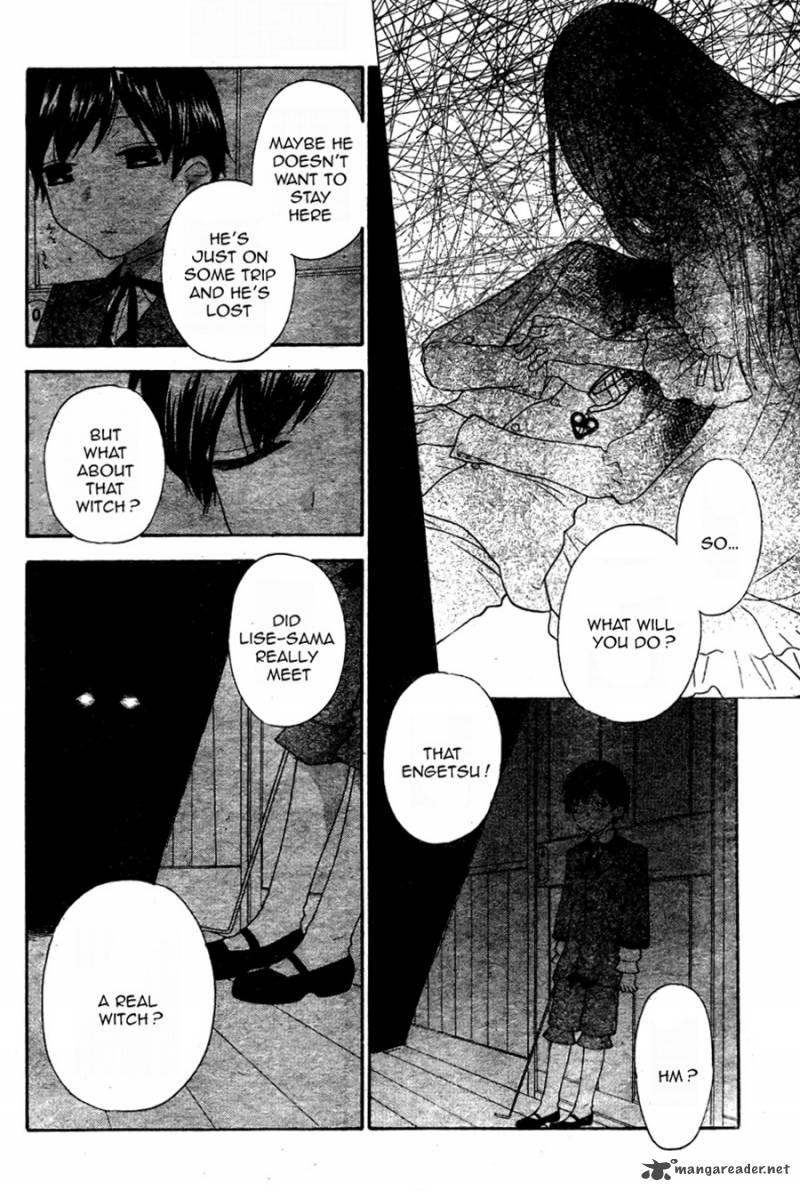 SO...
WHAT WILL
YOU DO?
THAT
ENGETSU!
HM?
MAYBE HE
DOESN'T
WANT TO
STAY
HERE
HE'S
JUST ON
SOME TRIP
AND HE'S
LOST
BUT
WHAT
ABOUT
THAT
WITCH?
DID
LISE-SAMA
REALLY
MEET
A REAL
WITCH?
mangareader.net